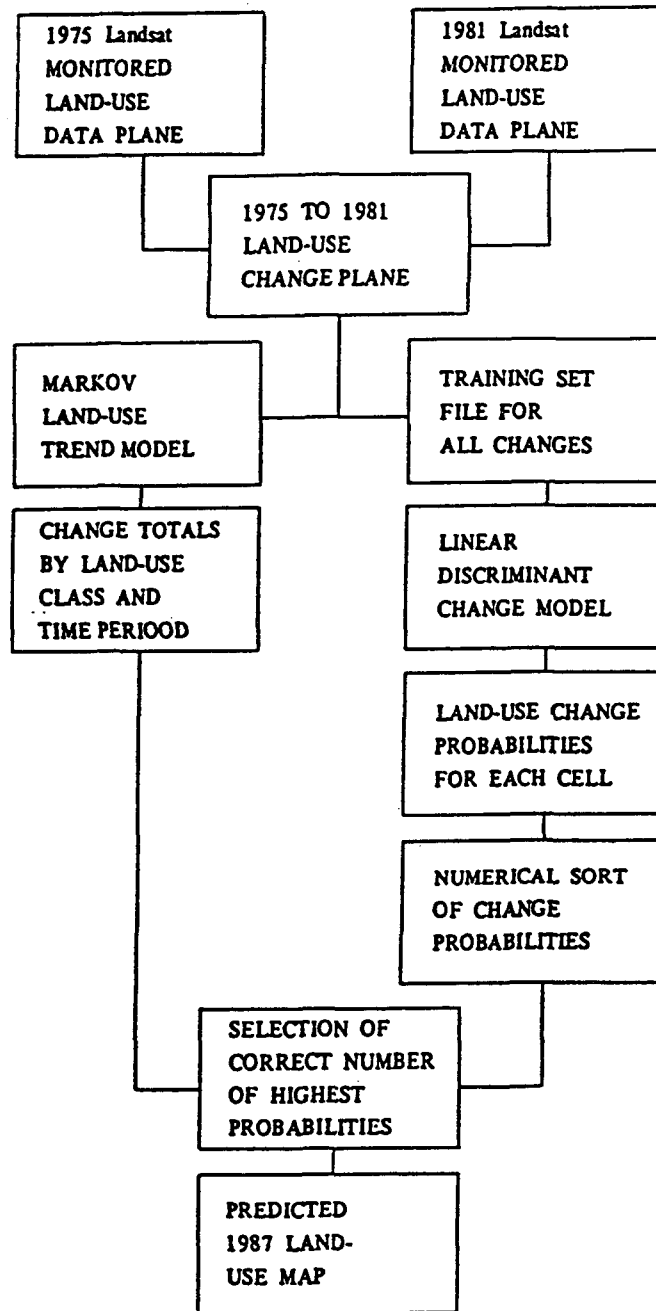 1975 Landsat
MONITORED
LAND-USE
DATA PLANE
1981 Landsat
MONITORED
LAND-USE
DATA PLANE
1975 TO 1981
LAND-USE
CHANGE PLANE
MARKOV
LAND-USE
TREND MODEL
TRAINING SET
FILE FOR
ALL CHANGES
CHANGE TOTALS
BY LAND-USE
CLASS AND
TIME PERIOOD
LINEAR
DISCRIMINANT
CHANGE MODEL
LAND-USE CHANGE
PROBABILITIES
FOR EACH CELL
NUMERICAL SORT
OF CHANGE
PROBABILITIES
SELECTION OF
CORRECT NUMBER
OF HIGHEST
PROBABILITIES
PREDICTED
1987 LAND-
USE MAP